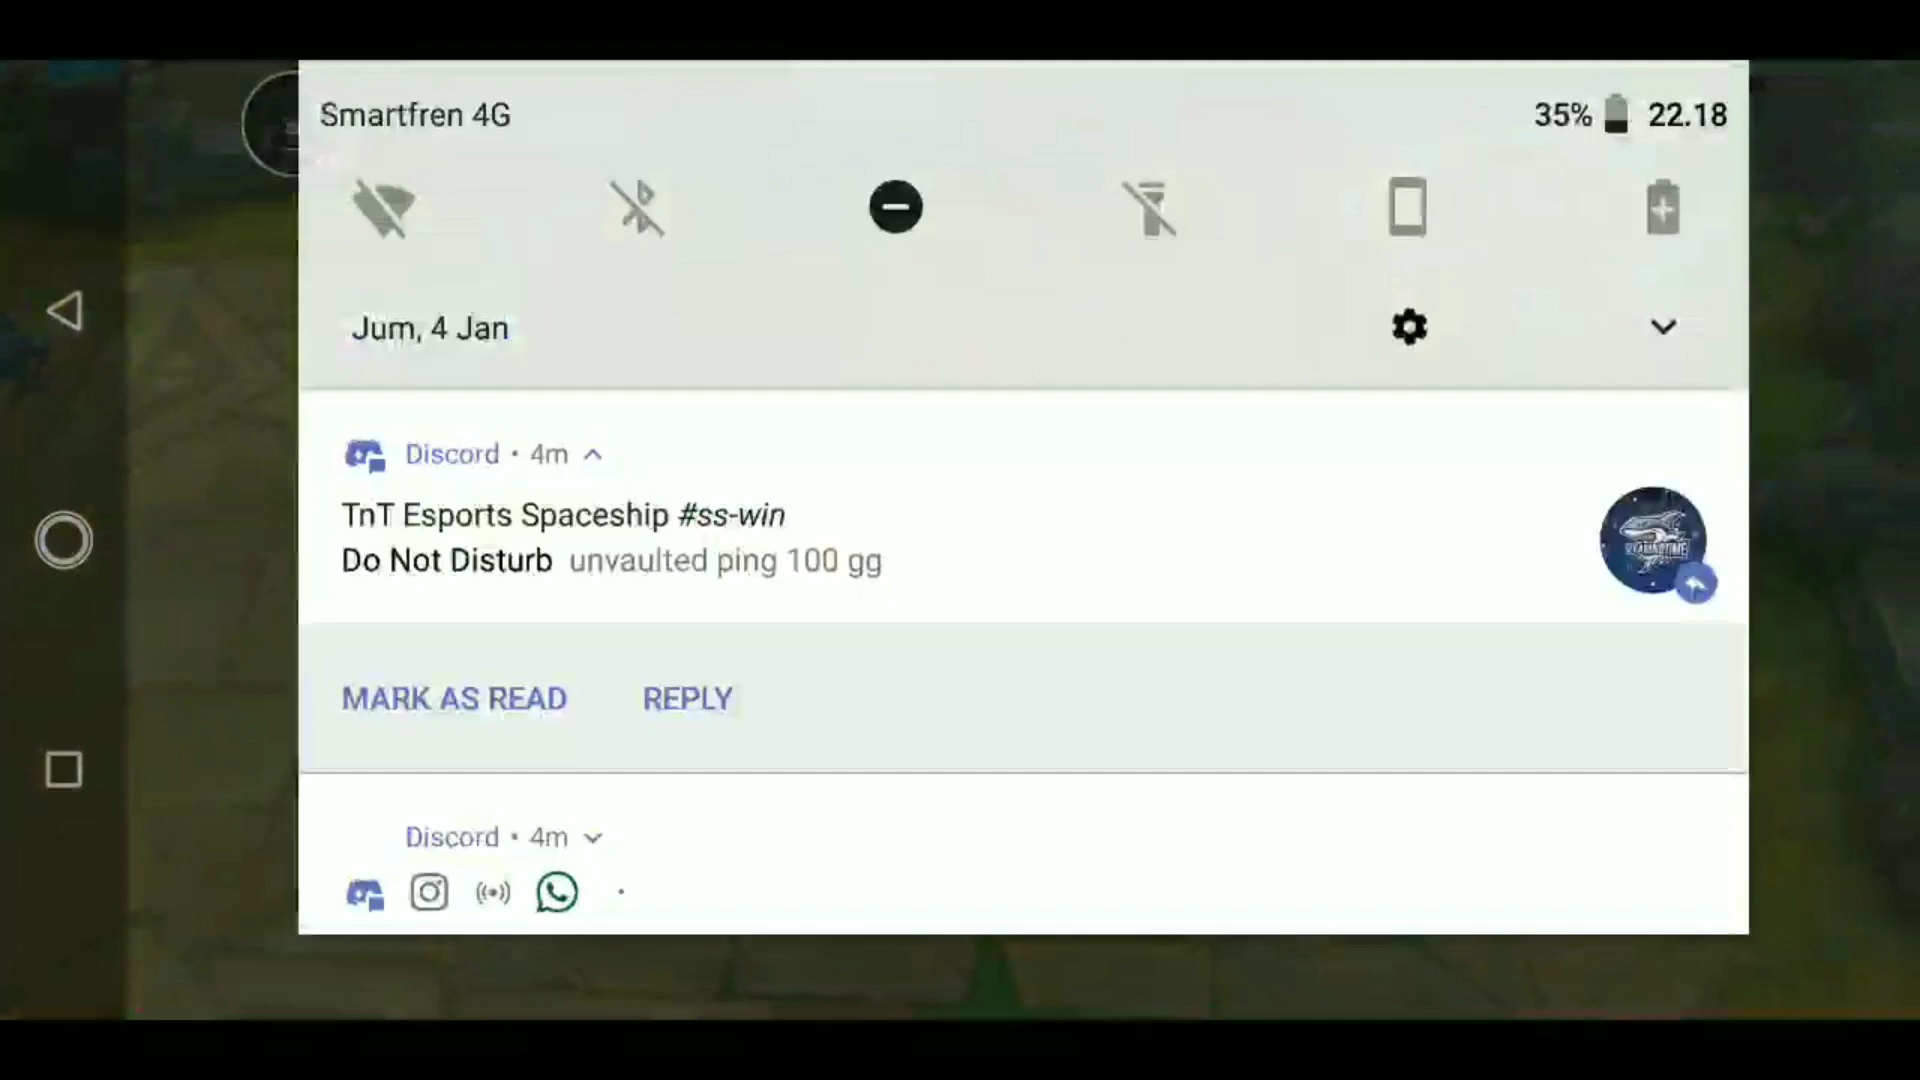 Smartfren 4G
35% 22.18
Jum, 4 Jan
Discord • 4m
TnT Esports Spaceship #ss-win
Do Not Disturb unvaulted ping 100 gg
MARK AS READ REPLY
Discord • 4m